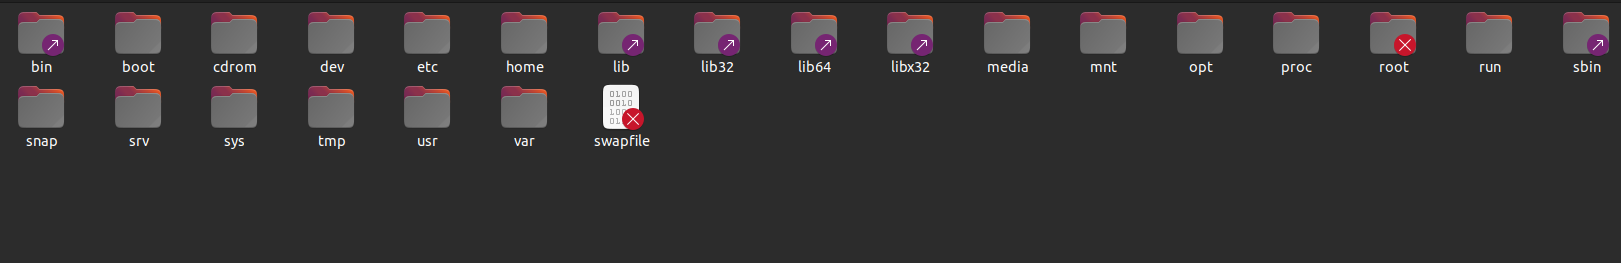 bin boot cdrom dev etc home lib lib32 lib64 libx32 media mnt opt proc root run sbin
snap srv sys tmp usr var swapfile